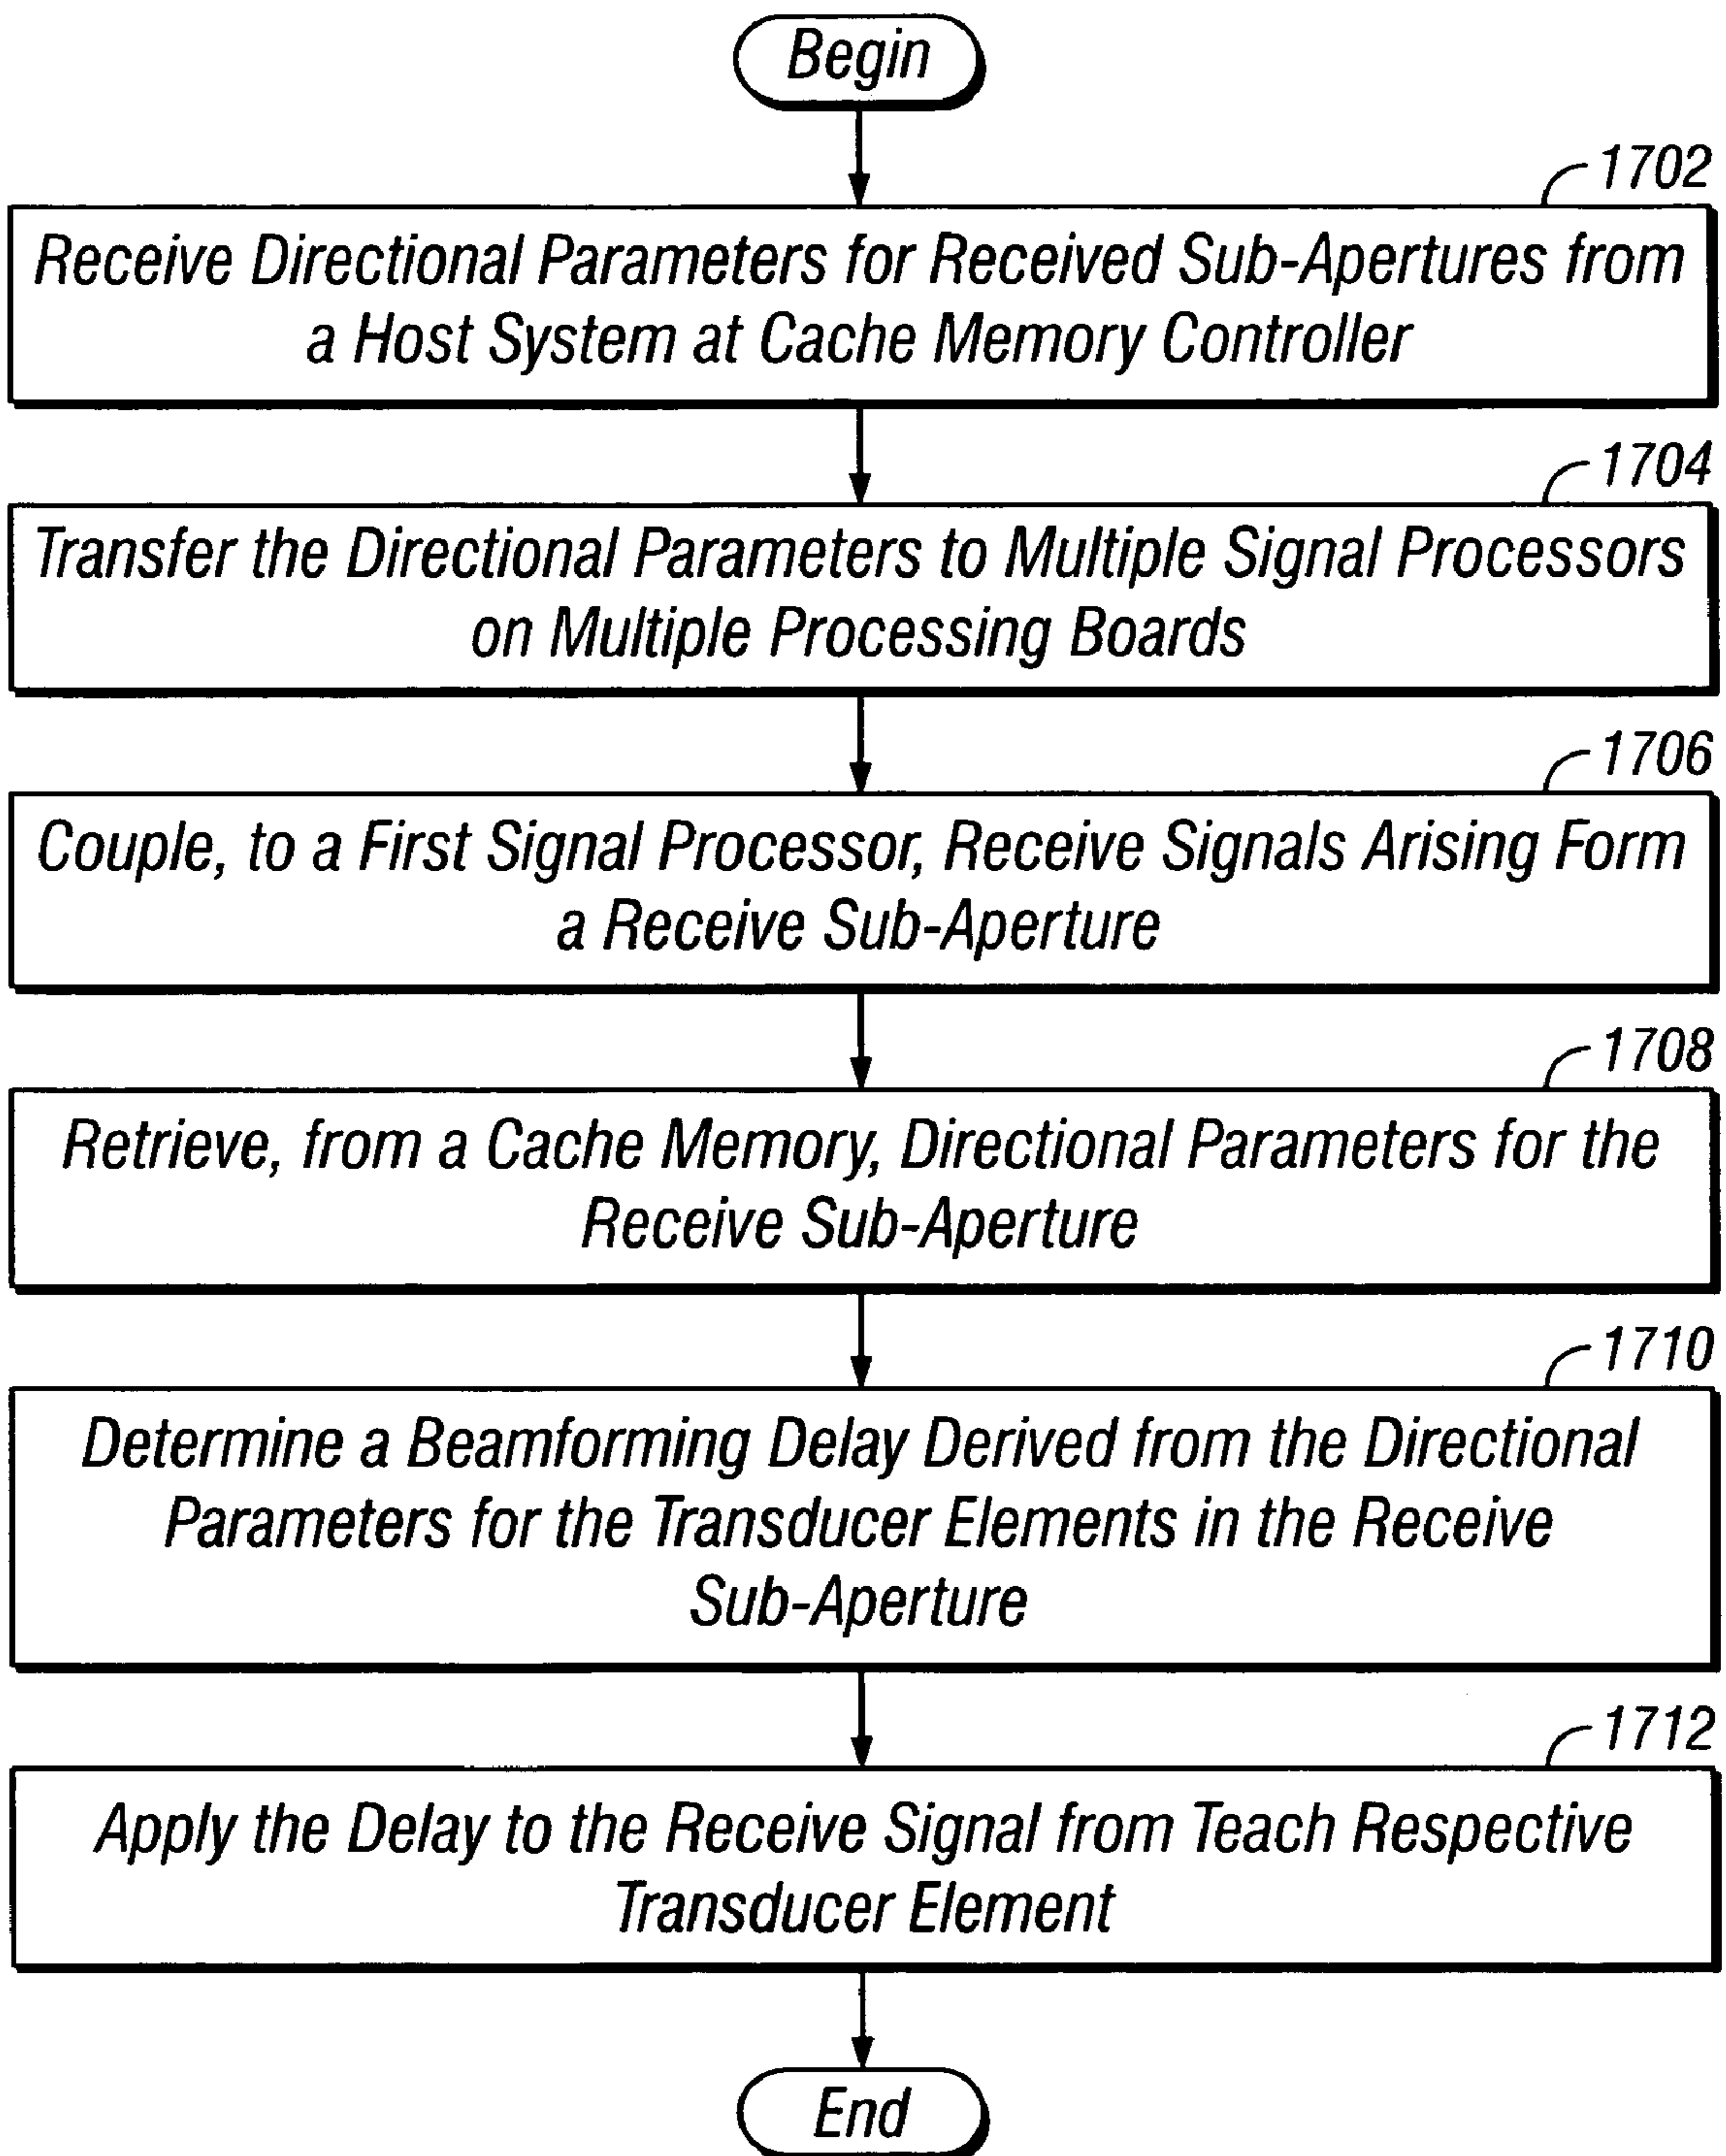 Begin
1702
Receive Directional Parameters for Received Sub-Apertures from
a Host System at Cache Memory Controller
1704
Transfer the Directional Parameters to Multiple Signal Processors
on Multiple Processing Boards
1706
Couple, to a First Signal Processor, Receive Signals Arising Form
a Receive Sub-Aperture
1708
Retrieve, from a Cache Memory, Directional Parameters for the
Receive Sub-Aperture
1710
Determine a Beamforming Delay Derived from the Directional
Parameters for the Transducer Elements in the Receive
Sub-Aperture
1712
Apply the Delay to the Receive Signal from Teach Respective
Transducer Element
End